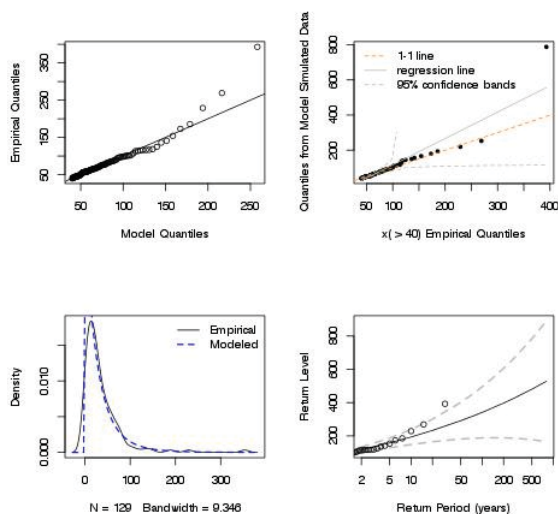 Empirical Quantiles
50
150
250
350
50
100
150
200
250
Model Quantiles
Quantiles from Model Simulated Data
200
400
600
800
1-1 line
regression line
95% confidence bands
50
100
200
300
400
x( > 40) Empirical Quantiles
Density
0.000
0.010
Empirical
Modeled
0
100
200
300
N = 129 Bandwidth = 9.346
Return Level
200
400
600
800
2
5
10
20
50
100
200
500
Return Period (years)